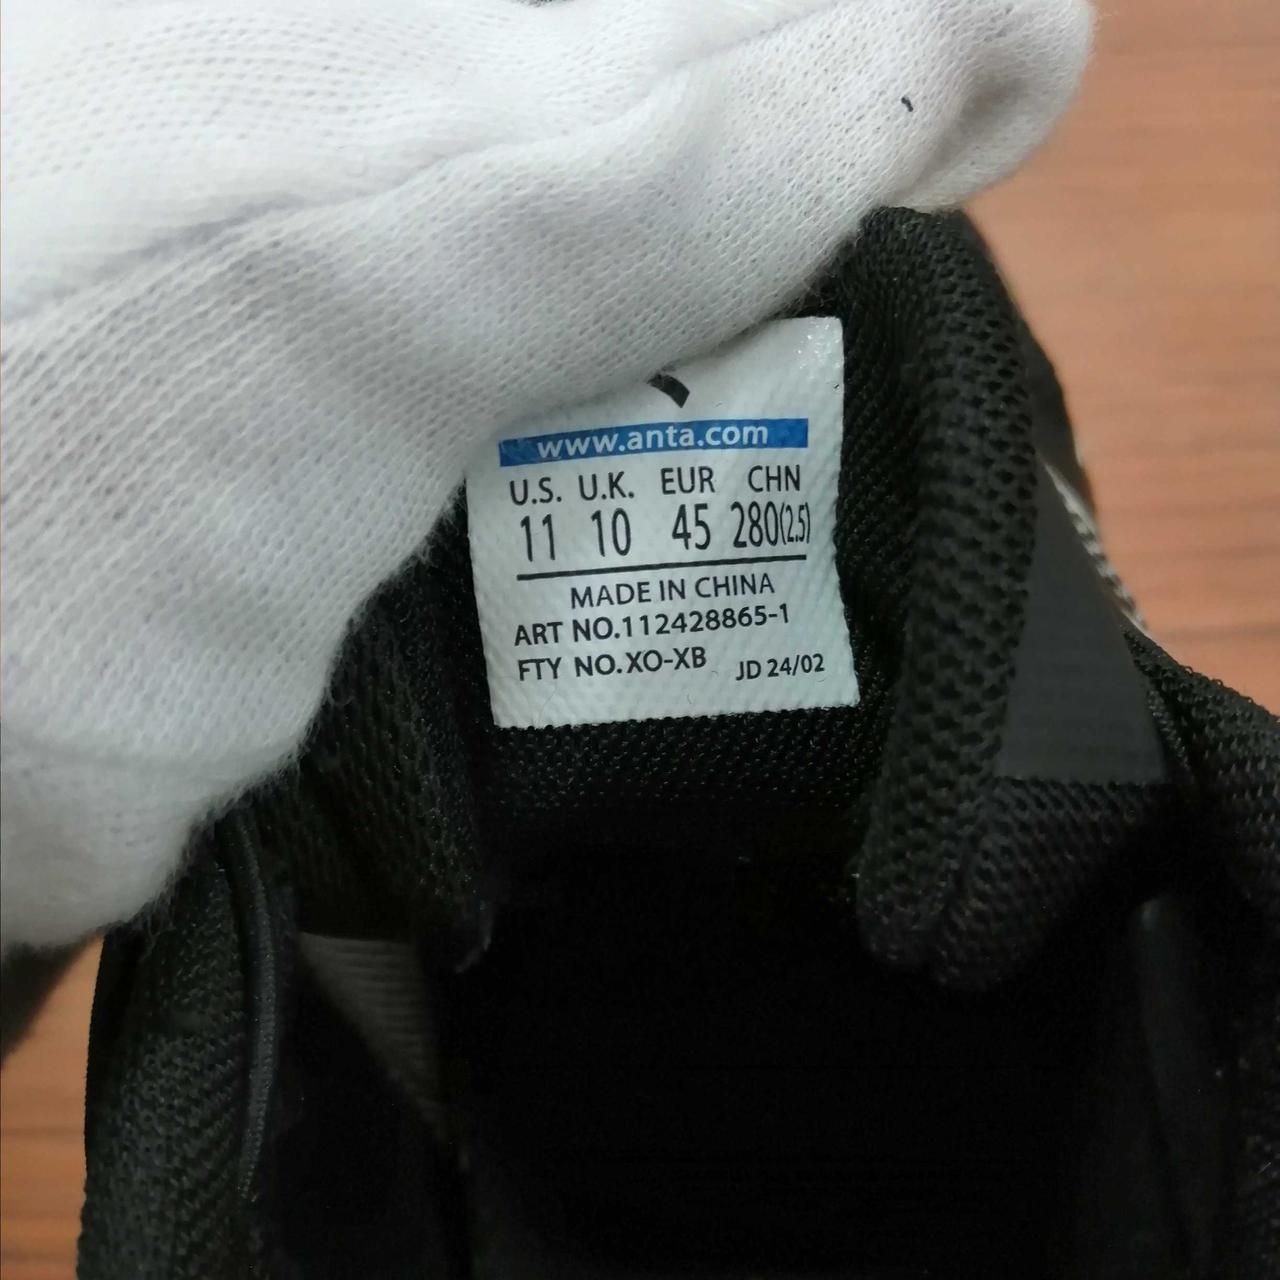 www.anta.com
U.S. U.K. EUR CHN
11 10 45 280(2.5)
MADE IN CHINA
ART NO.112428865-1
FTY NO.XO-XB JD 24/02